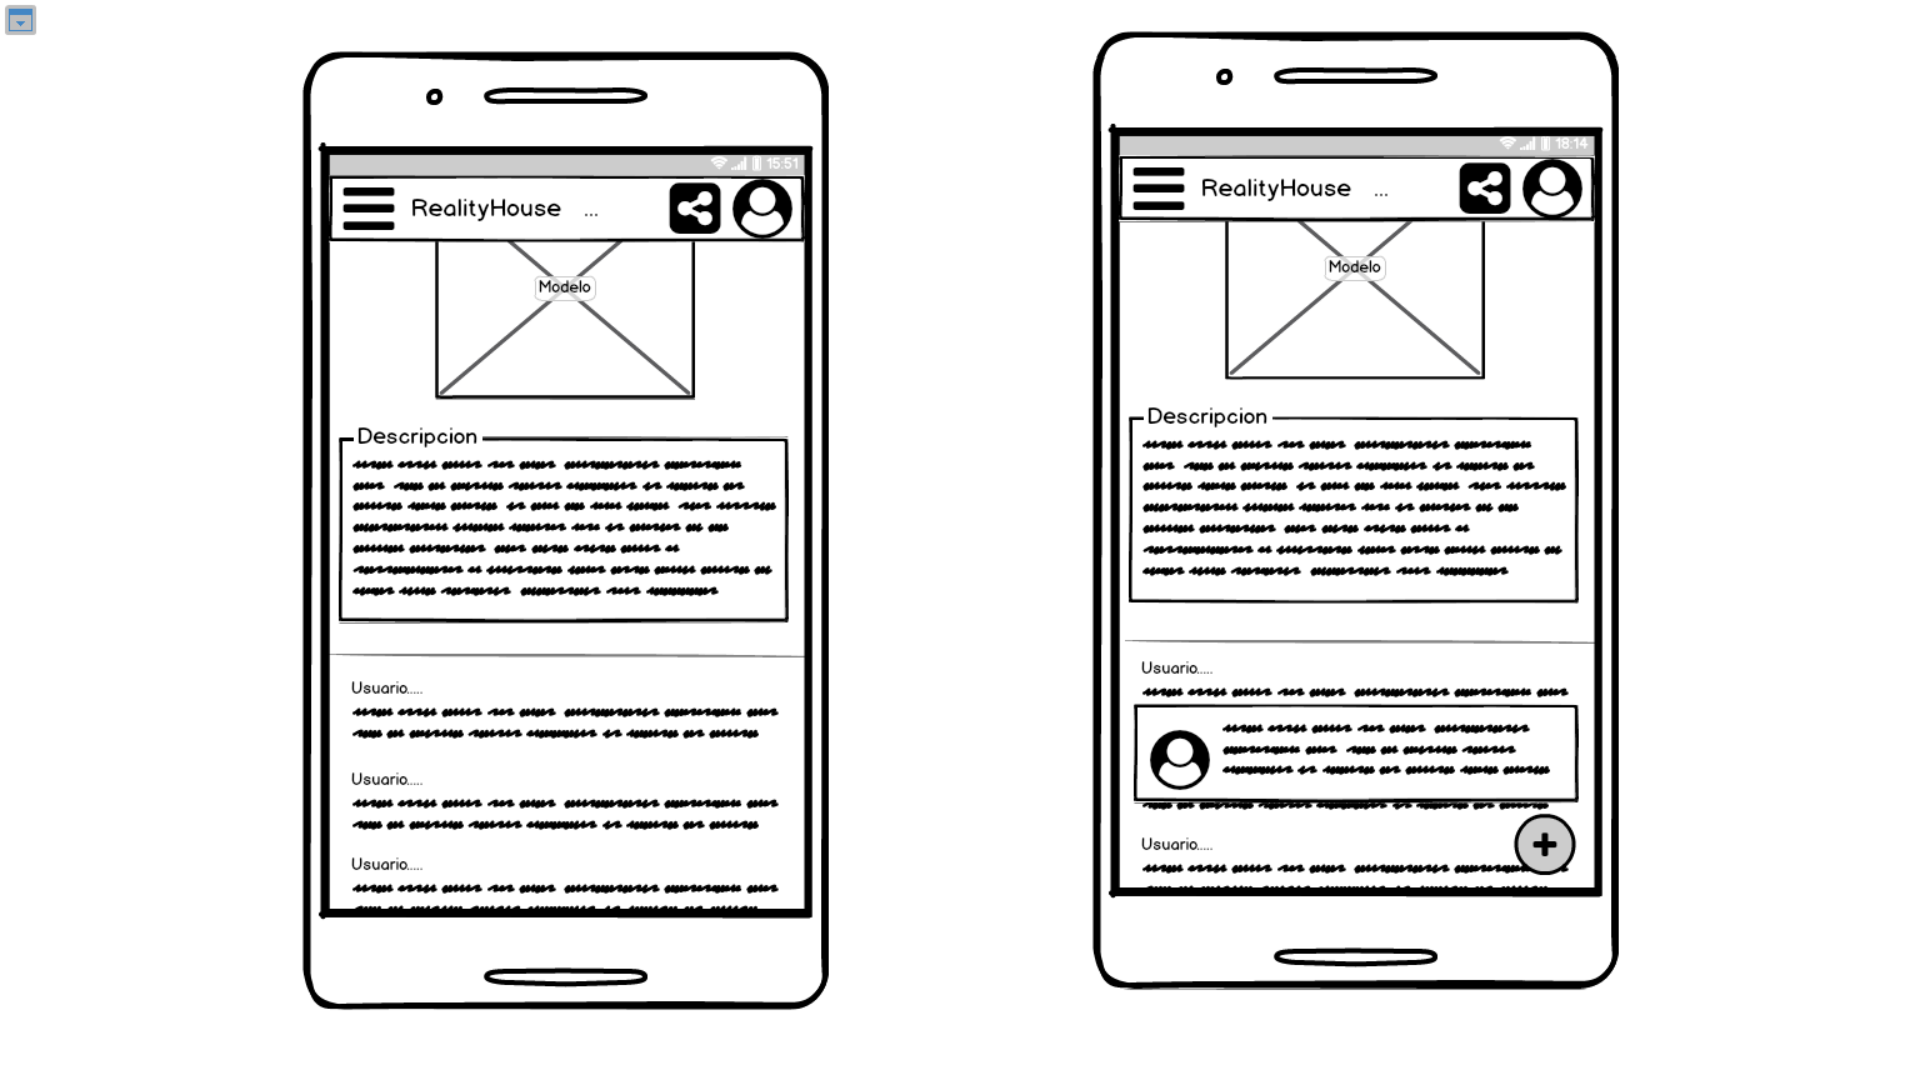 15:51
RealityHouse ...
Modelo
Descripcion
Usuario.....
Usuario.....
Usuario.....
18:14
RealityHouse ...
Modelo
Descripcion
Usuario.....
Usuario.....